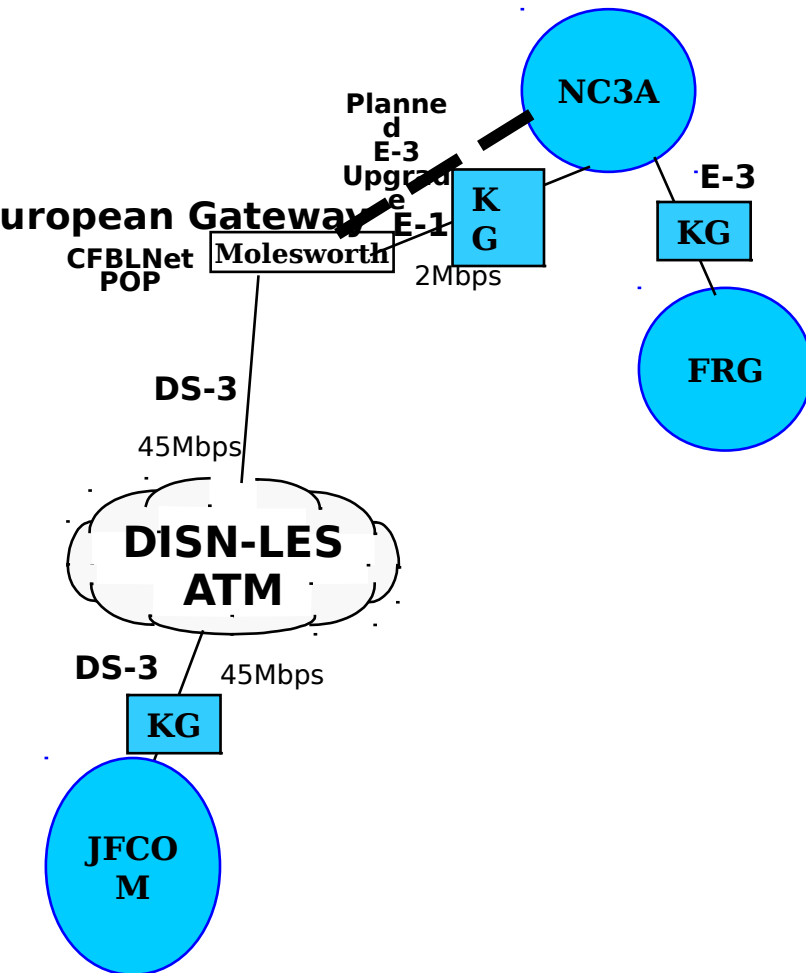 NC3A
Planne
d
E-3
Upgrad
e
E-3
K
G
KG
uropean Gateway
E-1
Molesworth
CFBLNet
POP
2Mbps
FRG
DS-3
45Mbps
DISN-LES
ATM
DS-3
45Mbps
KG
JFCO
M